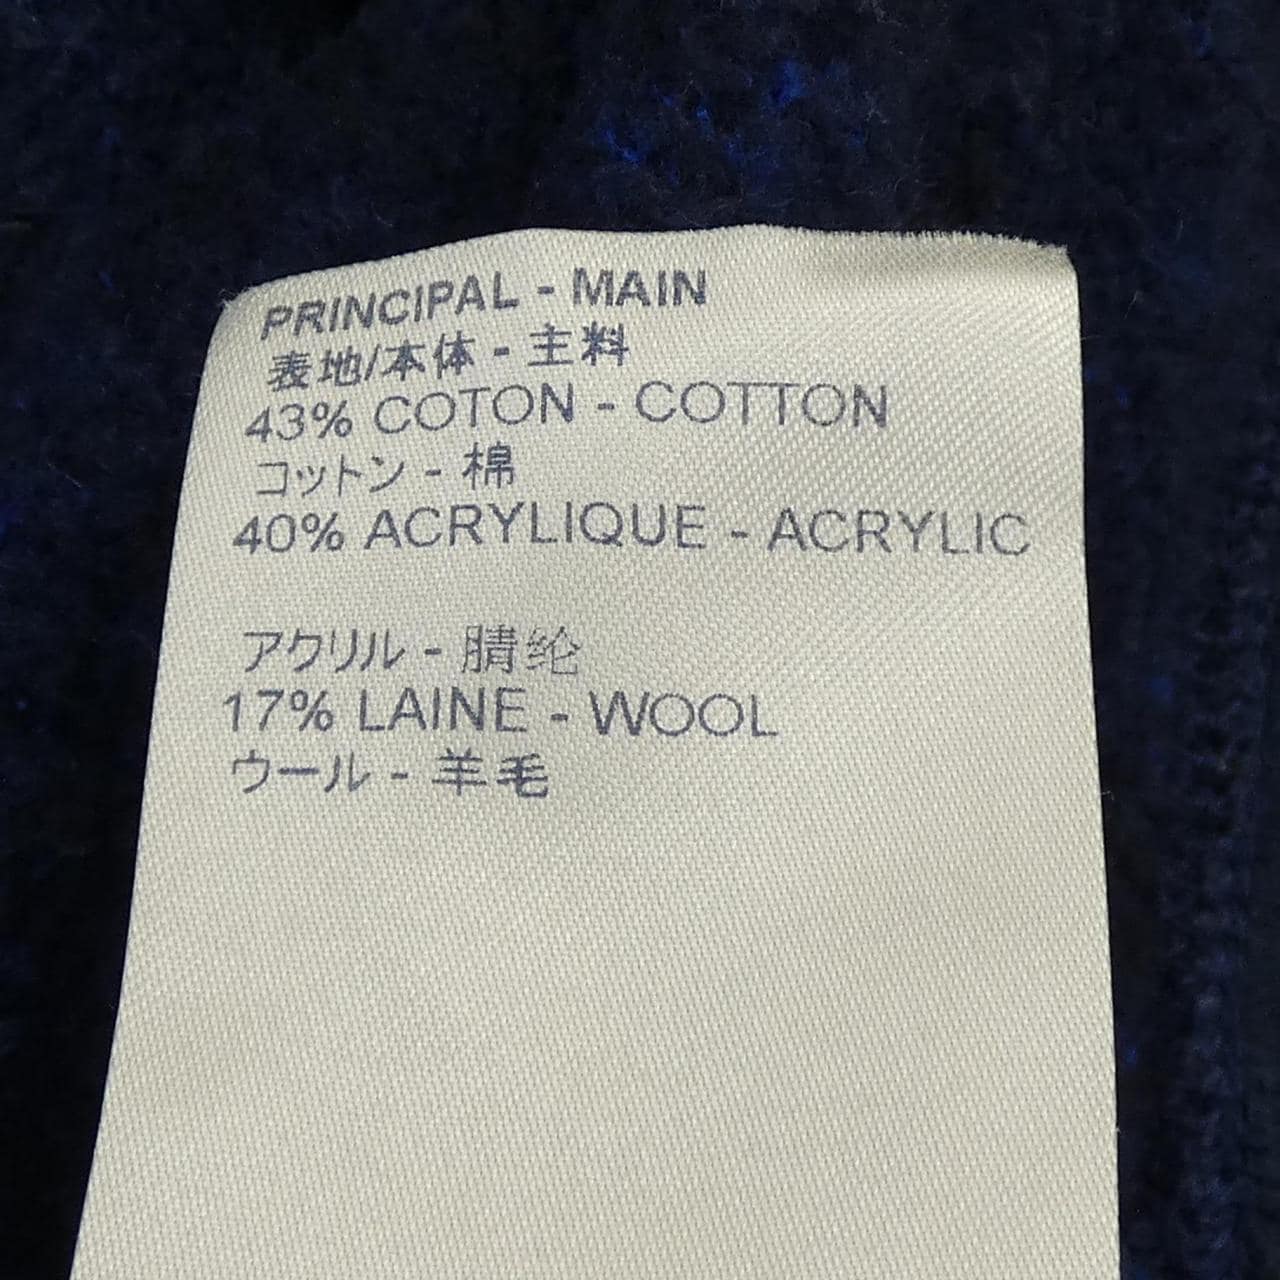 PRINCIPAL - MAIN
表地/本体 - 主料
43% COTON - COTTON
コットン - 棉
40% ACRYLIQUE - ACRYLIC
アクリル - 腈纶
17% LAINE - WOOL
ウール - 羊毛